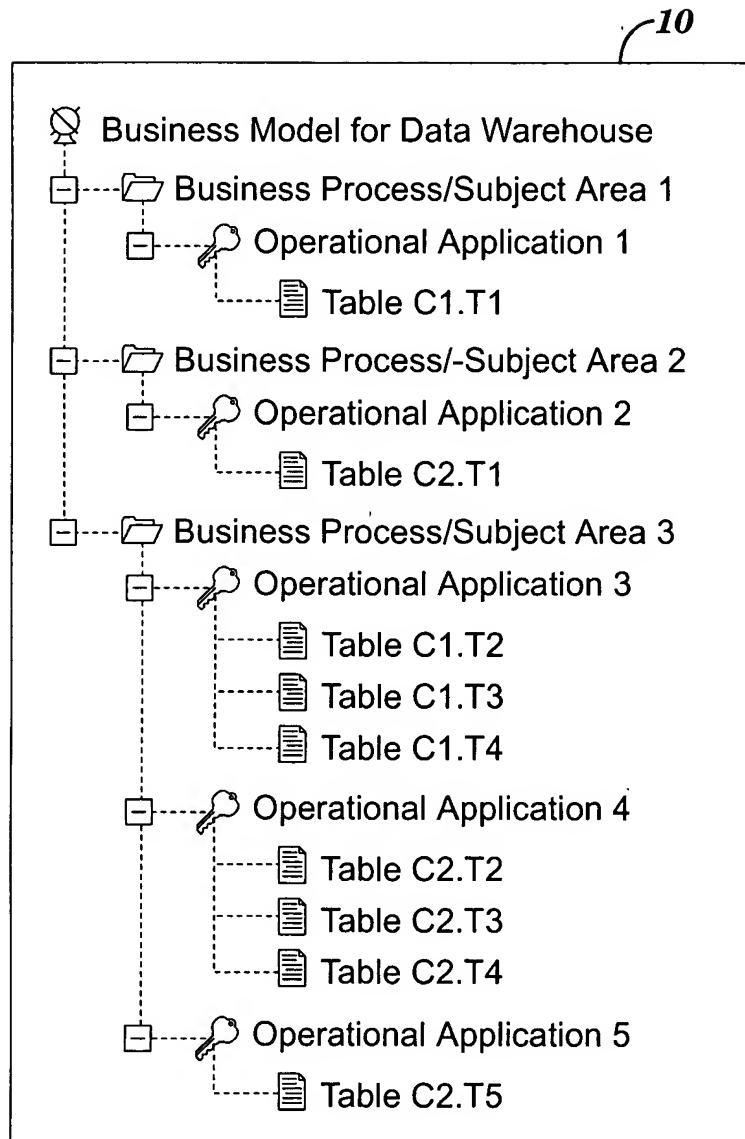 10
Business Model for Data Warehouse
Business Process/Subject Area 1
Operational Application 1
Table C1.T1
Business Process/-Subject Area 2
Operational Application 2
Table C2.T1
Business Process/Subject Area 3
Operational Application 3
Table C1.T2
Table C1.T3
Table C1.T4
Operational Application 4
Table C2.T2
Table C2.T3
Table C2.T4
Operational Application 5
Table C2.T5